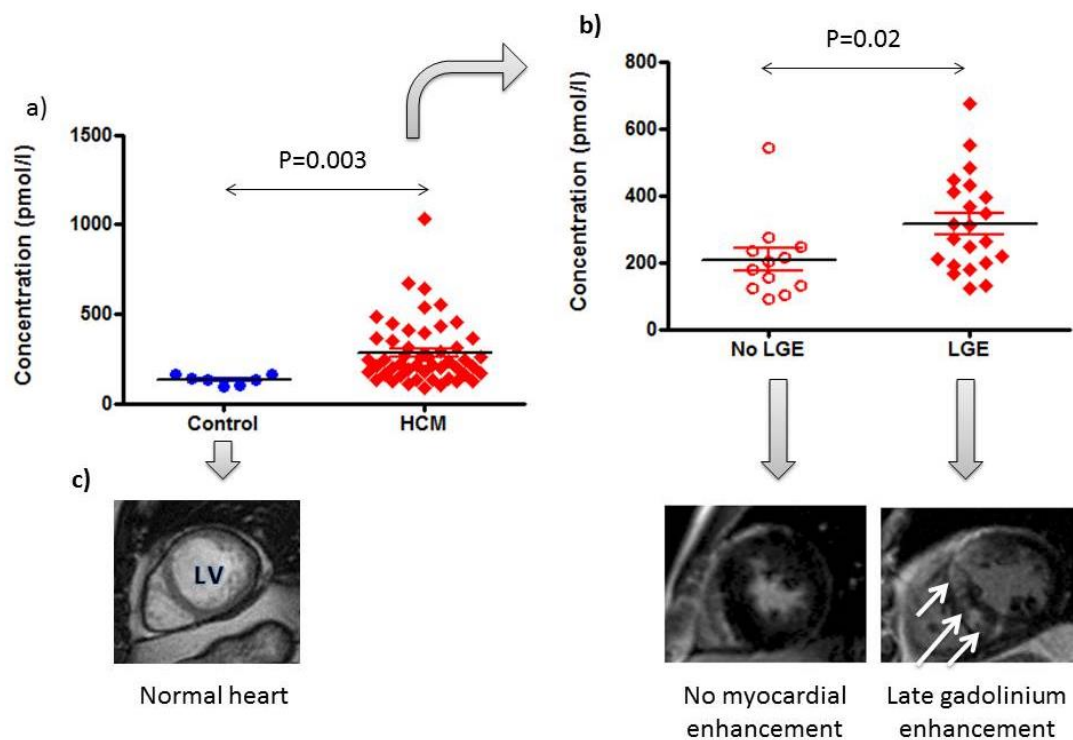 a)
Concentration (pmol/l)
1500
1000
500
0
P=0.003
Control
HCM
b)
Concentration (pmol/l)
800
600
400
200
0
P=0.02
No LGE
LGE
c)
LV
Normal heart
No myocardial
enhancement
Late gadolinium
enhancement